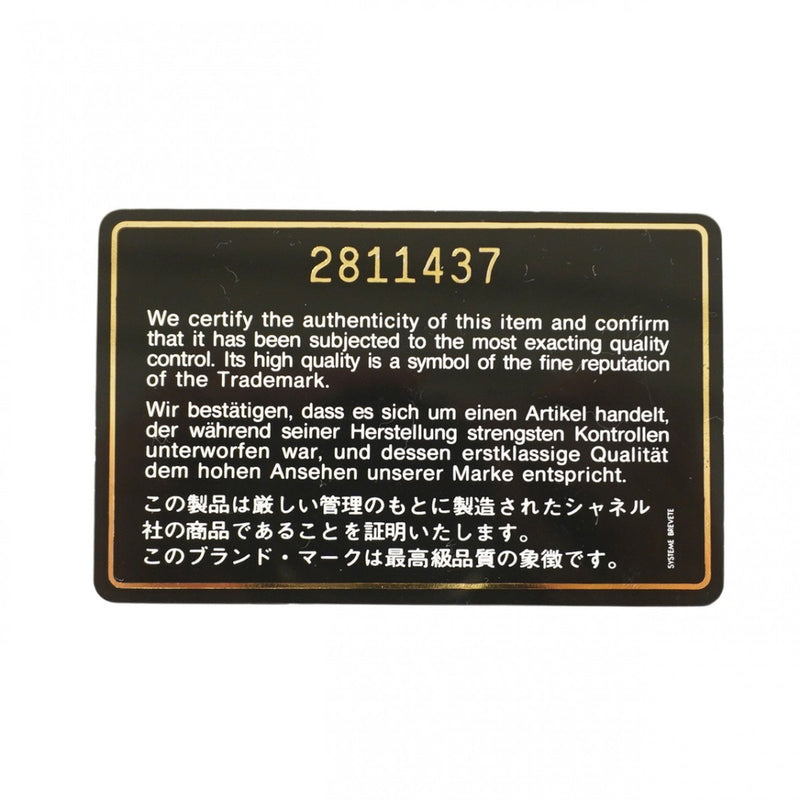 2811437
We certify the authenticity of this item and confirm
that it has been subjected to the most exacting quality
control. Its high quality is a symbol of the fine reputation
of the Trademark.
Wir bestätigen, dass es sich um einen Artikel handelt,
der während seiner Herstellung strengsten Kontrollen
unterworfen war, und dessen erstklassige Qualität
dem hohen Ansehen unserer Marke entspricht.
この製品は厳しい管理のもとに製造されたシャネル
社の商品であることを証明いたします。
このブランド・マークは最高級品質の象徴です。
SYSTEME BREVETE